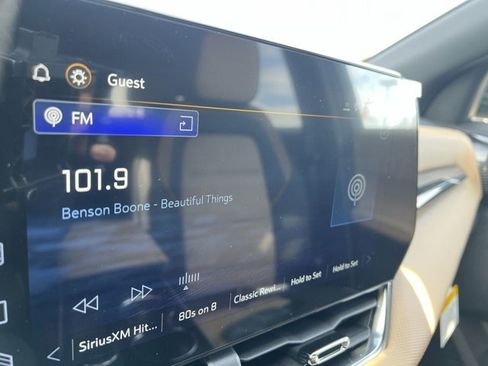 Guest
FM
101.9
Benson Boone - Beautiful Things
SiriusXM Hit...
80s on 8
Classic Rewi...
Hold to Set
Hold to Set